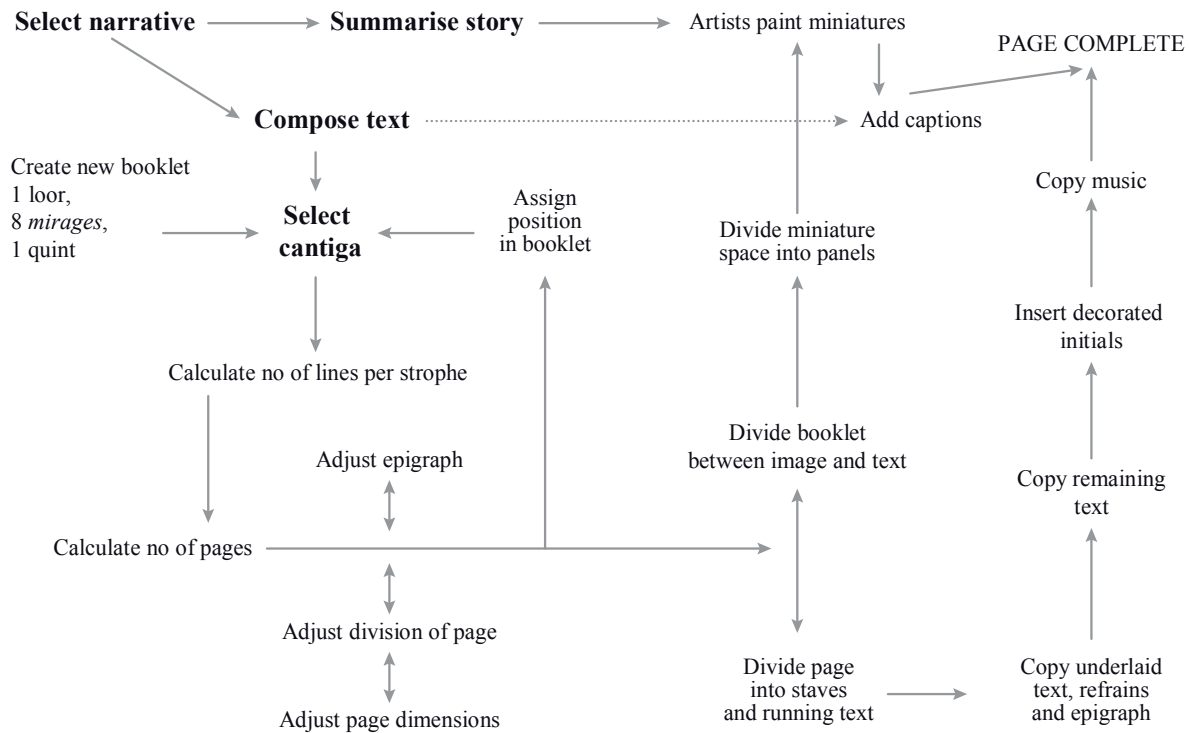 Select narrative
Summarise story
Artists paint miniatures
PAGE COMPLETE
Compose text
Add captions
Create new booklet
1 loor,
8 mirages,
1 quint
Select
cantiga
Assign
position
in booklet
Divide miniature
space into panels
Copy music
Insert decorated
initials
Calculate no of lines per strophe
Adjust epigraph
Divide booklet
between image and text
Copy remaining
text
Calculate no of pages
Adjust division of page
Adjust page dimensions
Divide page
into staves
and running text
Copy underlaid
text, refrains
and epigraph